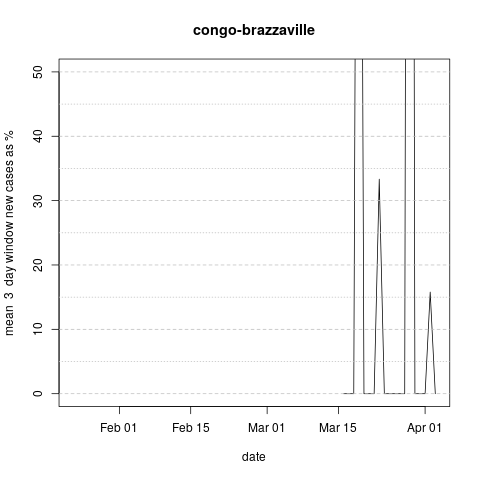 congo-brazzaville
50
40
30
20
10
0
mean 3 day window new cases as %
Feb 01 Feb 15 Mar 01 Mar 15 Apr 01
date